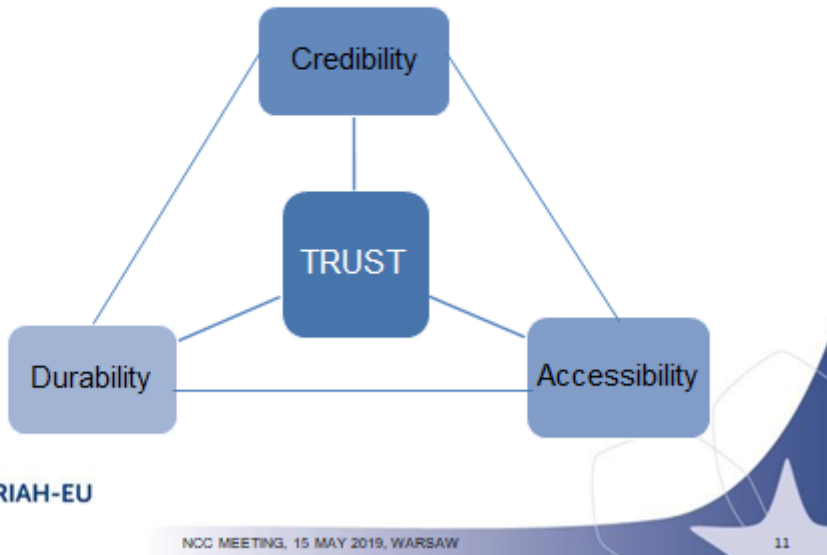 Credibility
TRUST
Durability
Accessibility
RIAH-EU
NCC MEETING, 15 MAY 2019, WARSAW
11